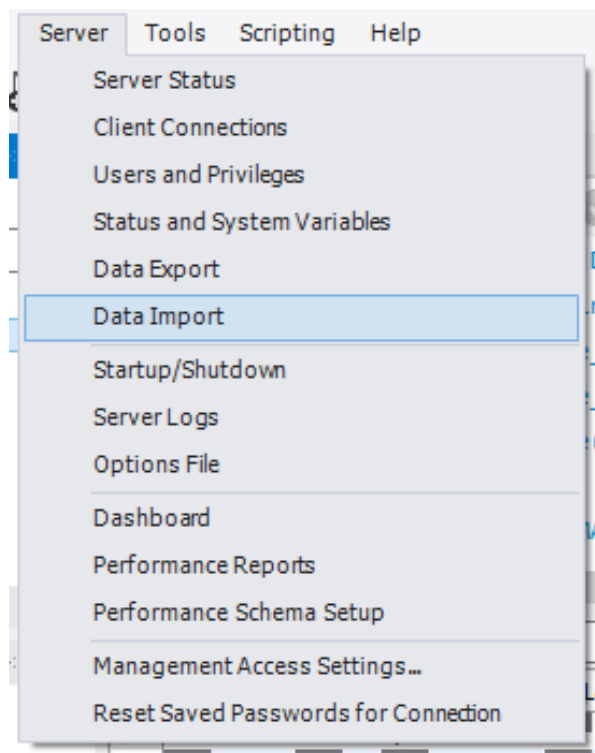 Server Tools Scripting Help
Server Status
Client Connections
Users and Privileges
Status and System Variables
Data Export
Data Import
Startup/Shutdown
Server Logs
Options File
Dashboard
Performance Reports
Performance Schema Setup
Management Access Settings...
Reset Saved Passwords for Connection